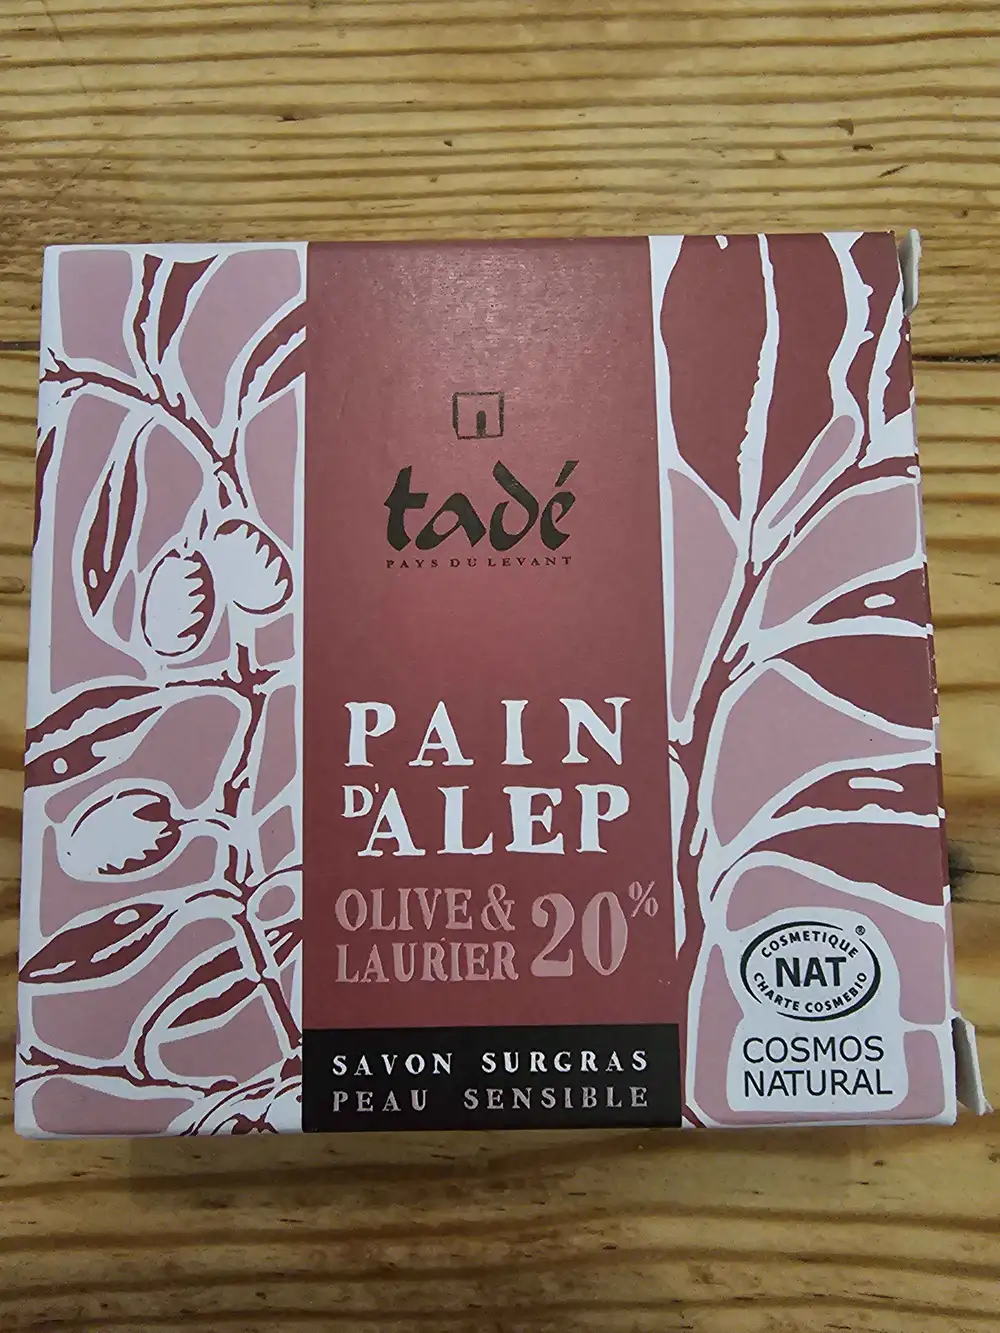 tadé
PAYS DU LEVANT
PAIN
D'ALEP
OLIVE & 20%
LAURIER
SAVON SURGRAS
PEAU SENSIBLE
COSMETIQUE ®
NAT
CHARTE COSMEBIO
COSMOS
NATURAL